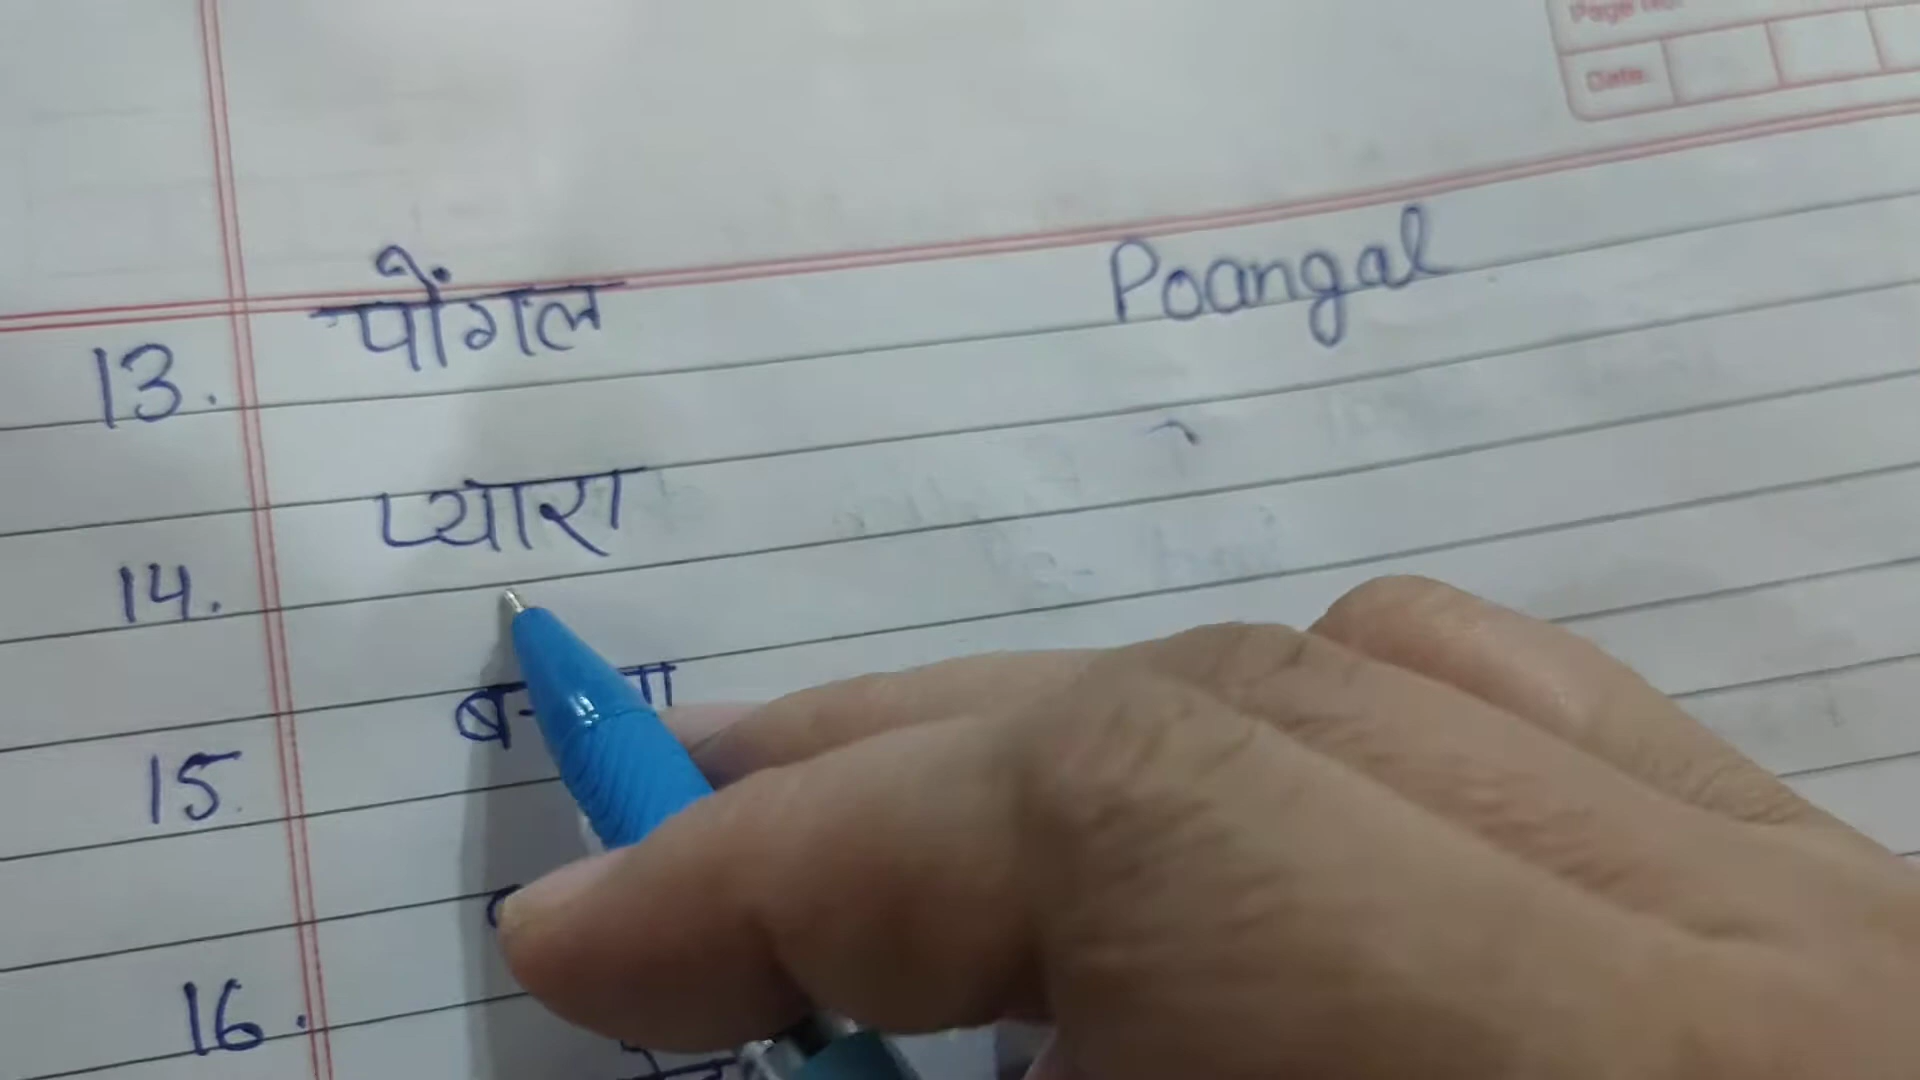 Page No.
Date
13. पोंगल Poangal
14. प्यारा
15.
16.